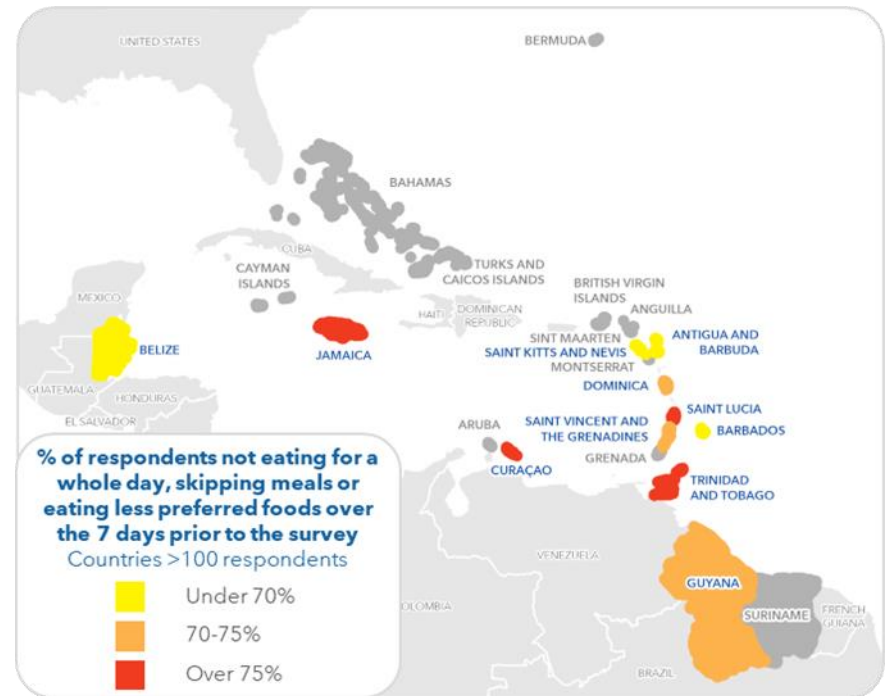 UNITED STATES
BERMUDA
BAHAMAS
CUBA
TURKS AND
CAICOS ISLANDS
CAYMAN
ISLANDS
BRITISH VIRGIN
ISLANDS
MEXICO
HAITI
DOMINICAN
REPUBLIC
ANGUILLA
SINT MAARTEN
ANTIGUA AND
BARBUDA
BELIZE
JAMAICA
SAINT KITTS AND NEVIS
MONTSERRAT
GUATEMALA
HONDURAS
DOMINICA
EL SALVADOR
SAINT LUCIA
SAINT VINCENT AND
THE GRENADINES
ARUBA
BARBADOS
GRENADA
CURAÇAO
TRINIDAD
AND TOBAGO
% of respondents not eating for a
whole day, skipping meals or
eating less preferred foods over
the 7 days prior to the survey
Countries >100 respondents
Under 70%
70-75%
Over 75%
VENEZUELA
GUYANA
OLOMBIA
SURINAME
FRENCH
GUIANA
BRAZIL